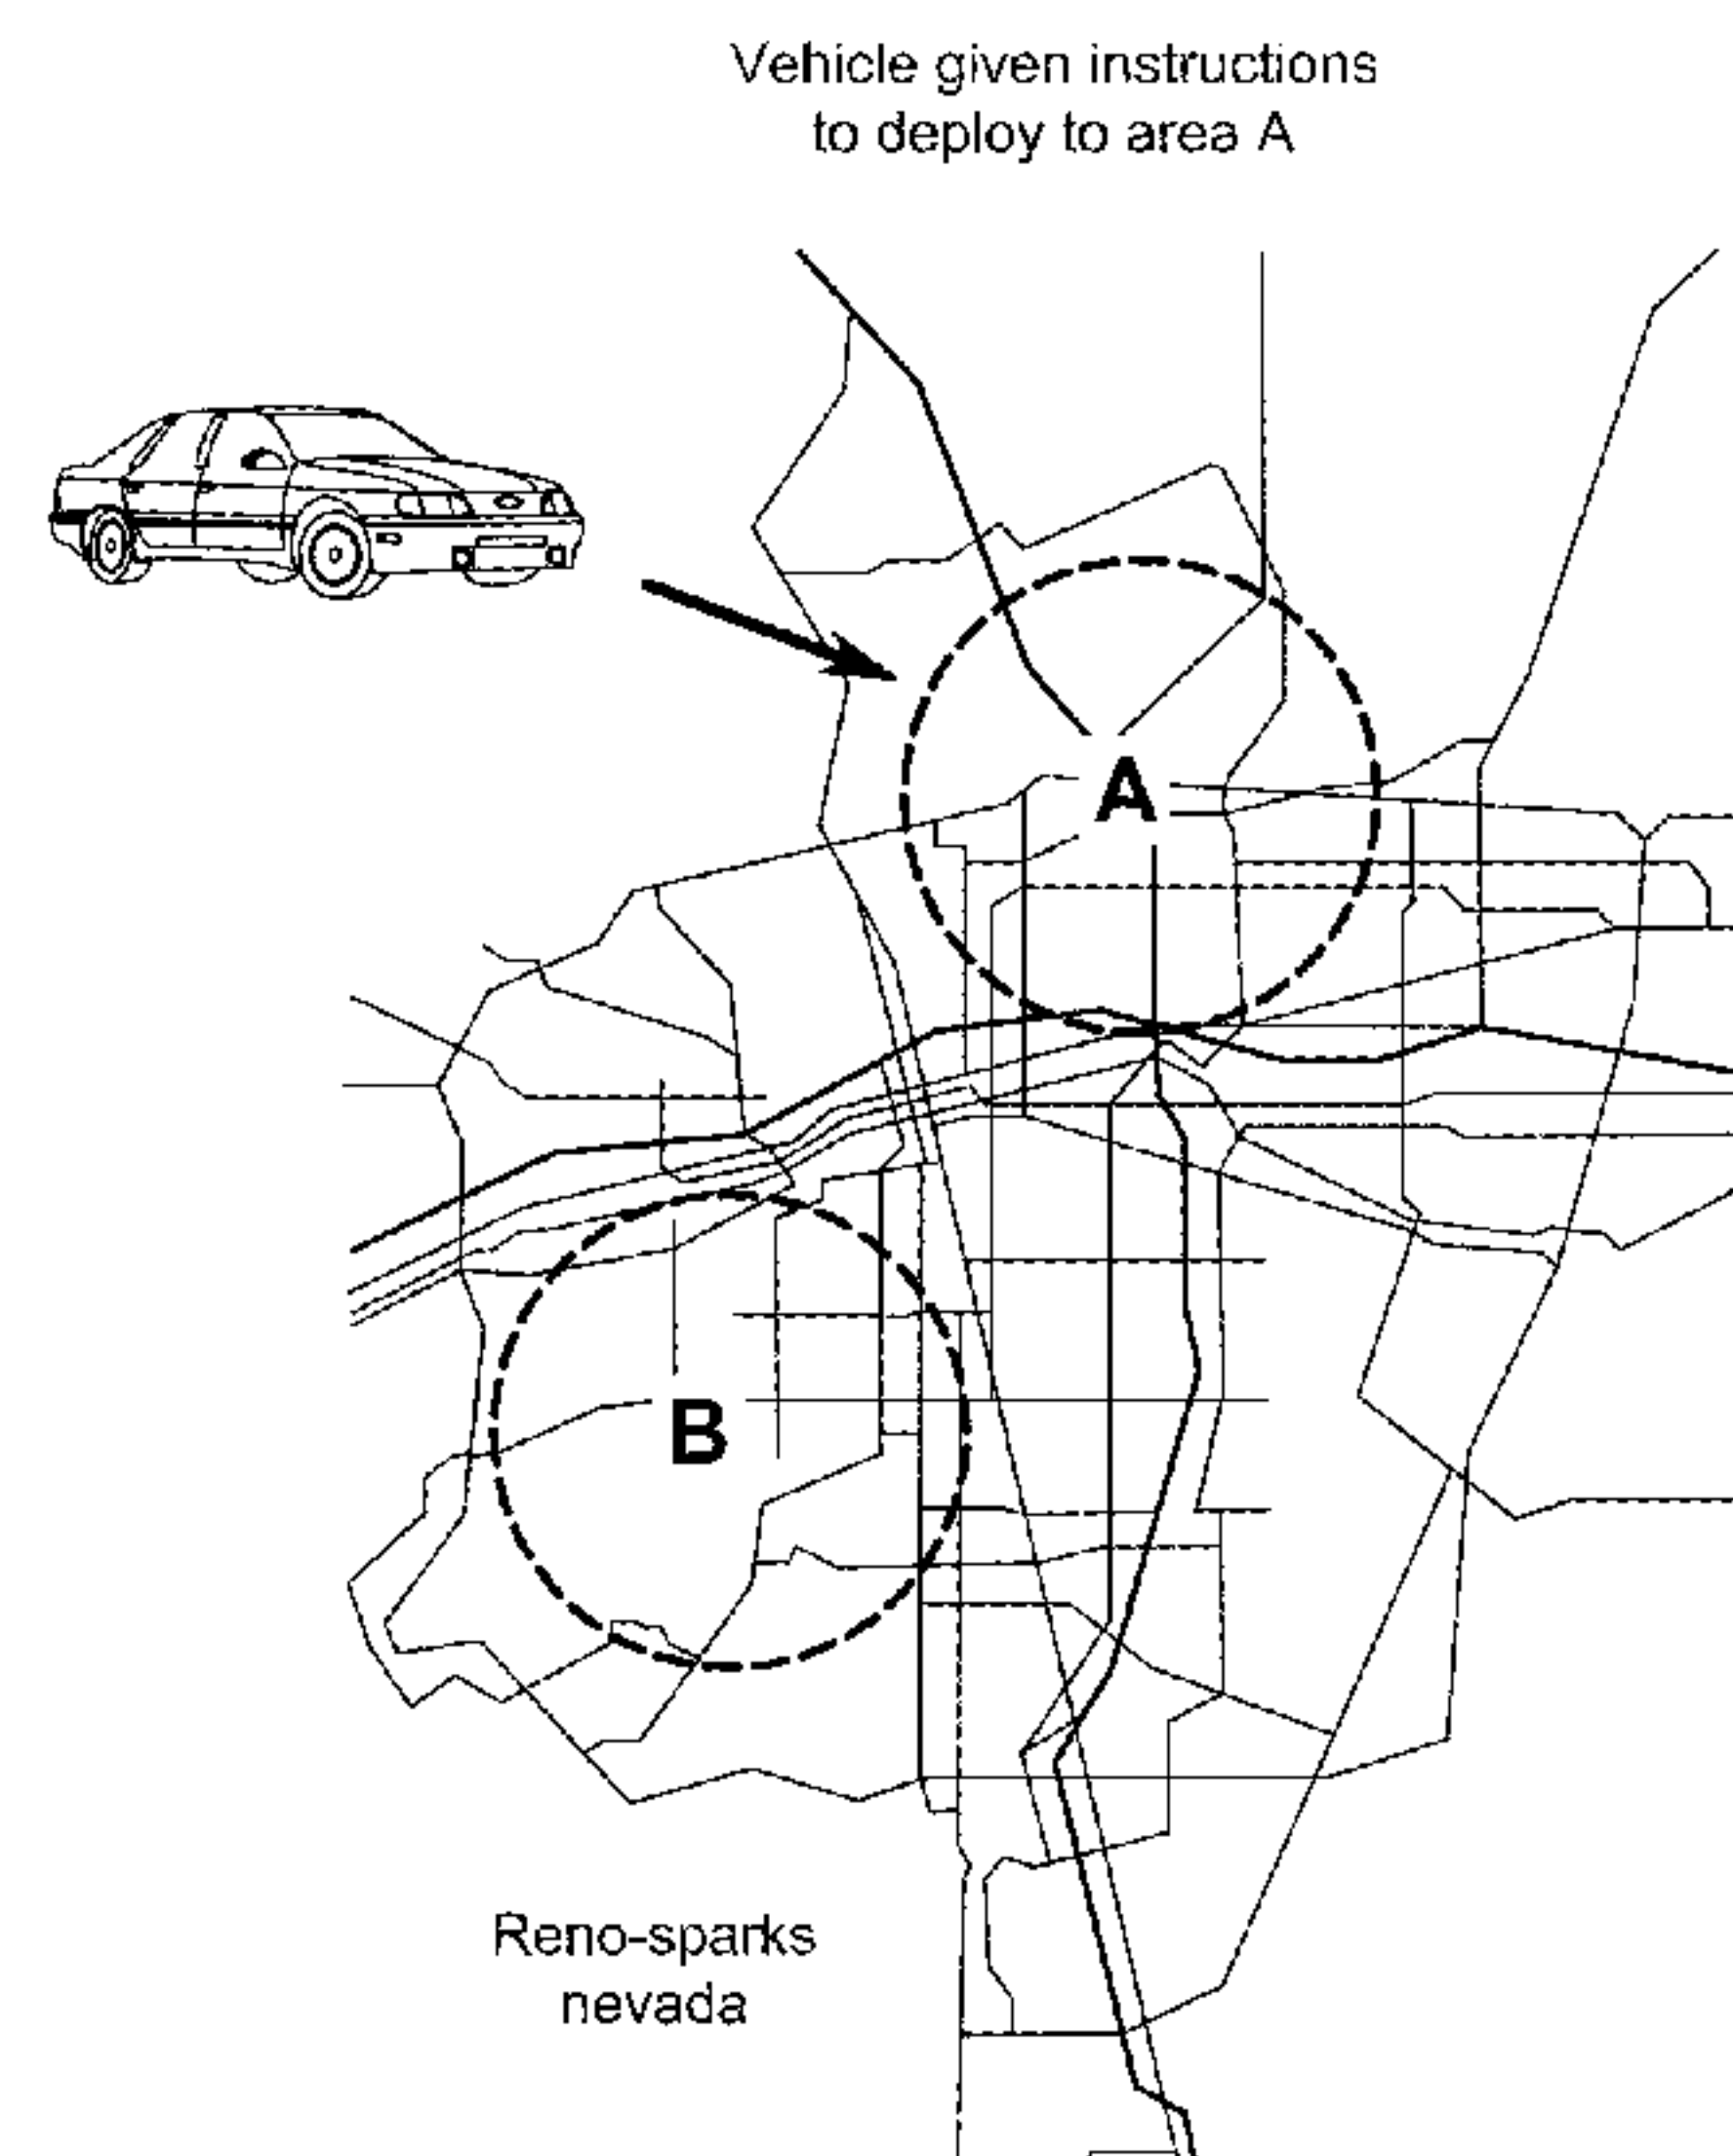 Vehicle given instructions
to deploy to area A
A
B
Reno-sparks
nevada